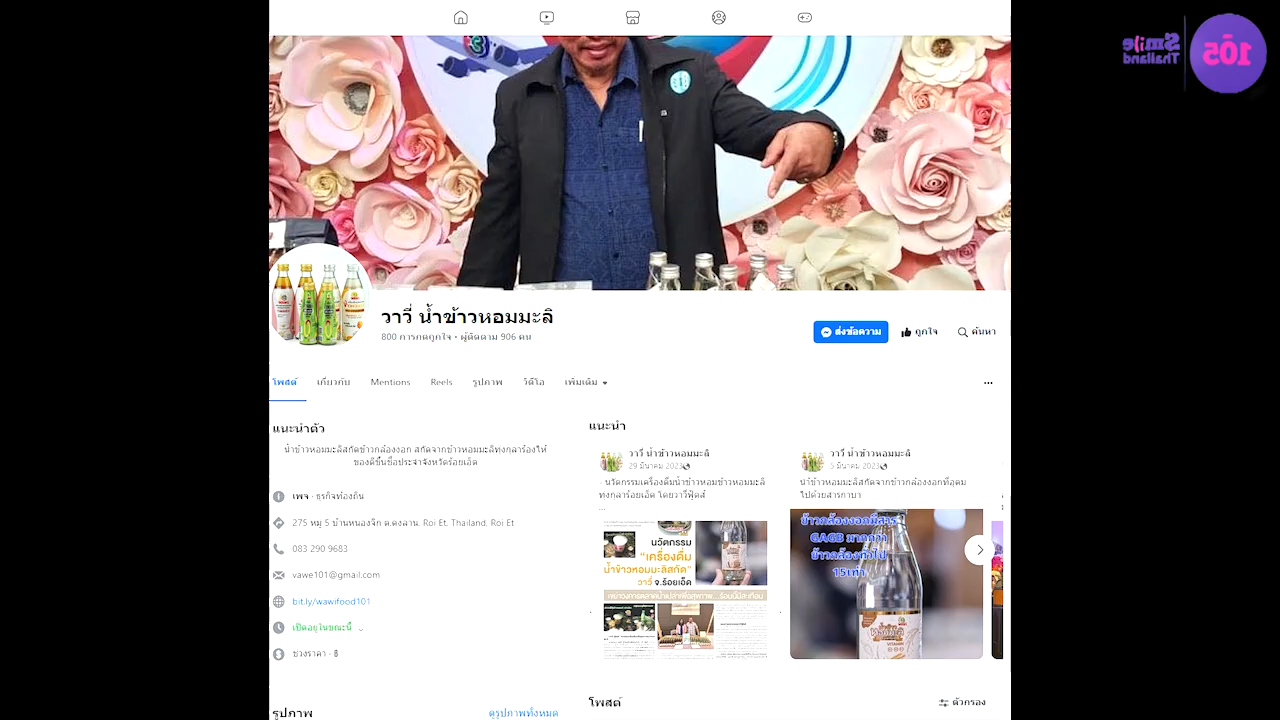 Smile
Thailand
105
วาวี่ น้ำข้าวหอมมะลิ
800 การกดถูกใจ • ผู้ติดตาม 906 คน
ส่งข้อความ
ถูกใจ
ค้นหา
โพสต์
เกี่ยวกับ
Mentions
Reels
รูปภาพ
วิดีโอ
เพิ่มเติม
แนะนำตัว
น้ำข้าวหอมมะลิสกัดข้าวกล้องงอก สกัดจากข้าวหอมมะลิทุ่งกุลาร้องไห้
ของดีขึ้นชื่อประจำจังหวัดร้อยเอ็ด
เพจ · ธุรกิจท้องถิ่น
275 หมู่ 5 บ้านหนองจิก ต.ดงลาน, Roi Et, Thailand, Roi Et
083 290 9683
vawe101@gmail.com
bit.ly/wawifood101
เปิดอยู่ในขณะนี้
ช่วงราคา · ฿
รูปภาพ
ดูรูปภาพทั้งหมด
แนะนำ
วาวี่ น้ำข้าวหอมมะลิ
29 มีนาคม 2023
นวัตกรรมเครื่องดื่มน้ำข้าวหอมข้าวหอมมะลิ
ทุ่งกุลาร้อยเอ็ด โดยวาวี่ฟู้ดส์
...
นวัตกรรม
"เครื่องดื่ม
น้ำข้าวหอมมะลิสกัด"
วาวี่ จ.ร้อยเอ็ด
วาวี่ น้ำข้าวหอมมะลิ
5 มีนาคม 2023
น้ำข้าวหอมมะลิสกัดจากข้าวกล้องงอกที่อุดม
ไปด้วยสารกาบา
ข้าวกล้องงอกมีสาร
GAGB มากกว่า
ข้าวกล้องทั่วไป
15เท่า
โพสต์
ตัวกรอง